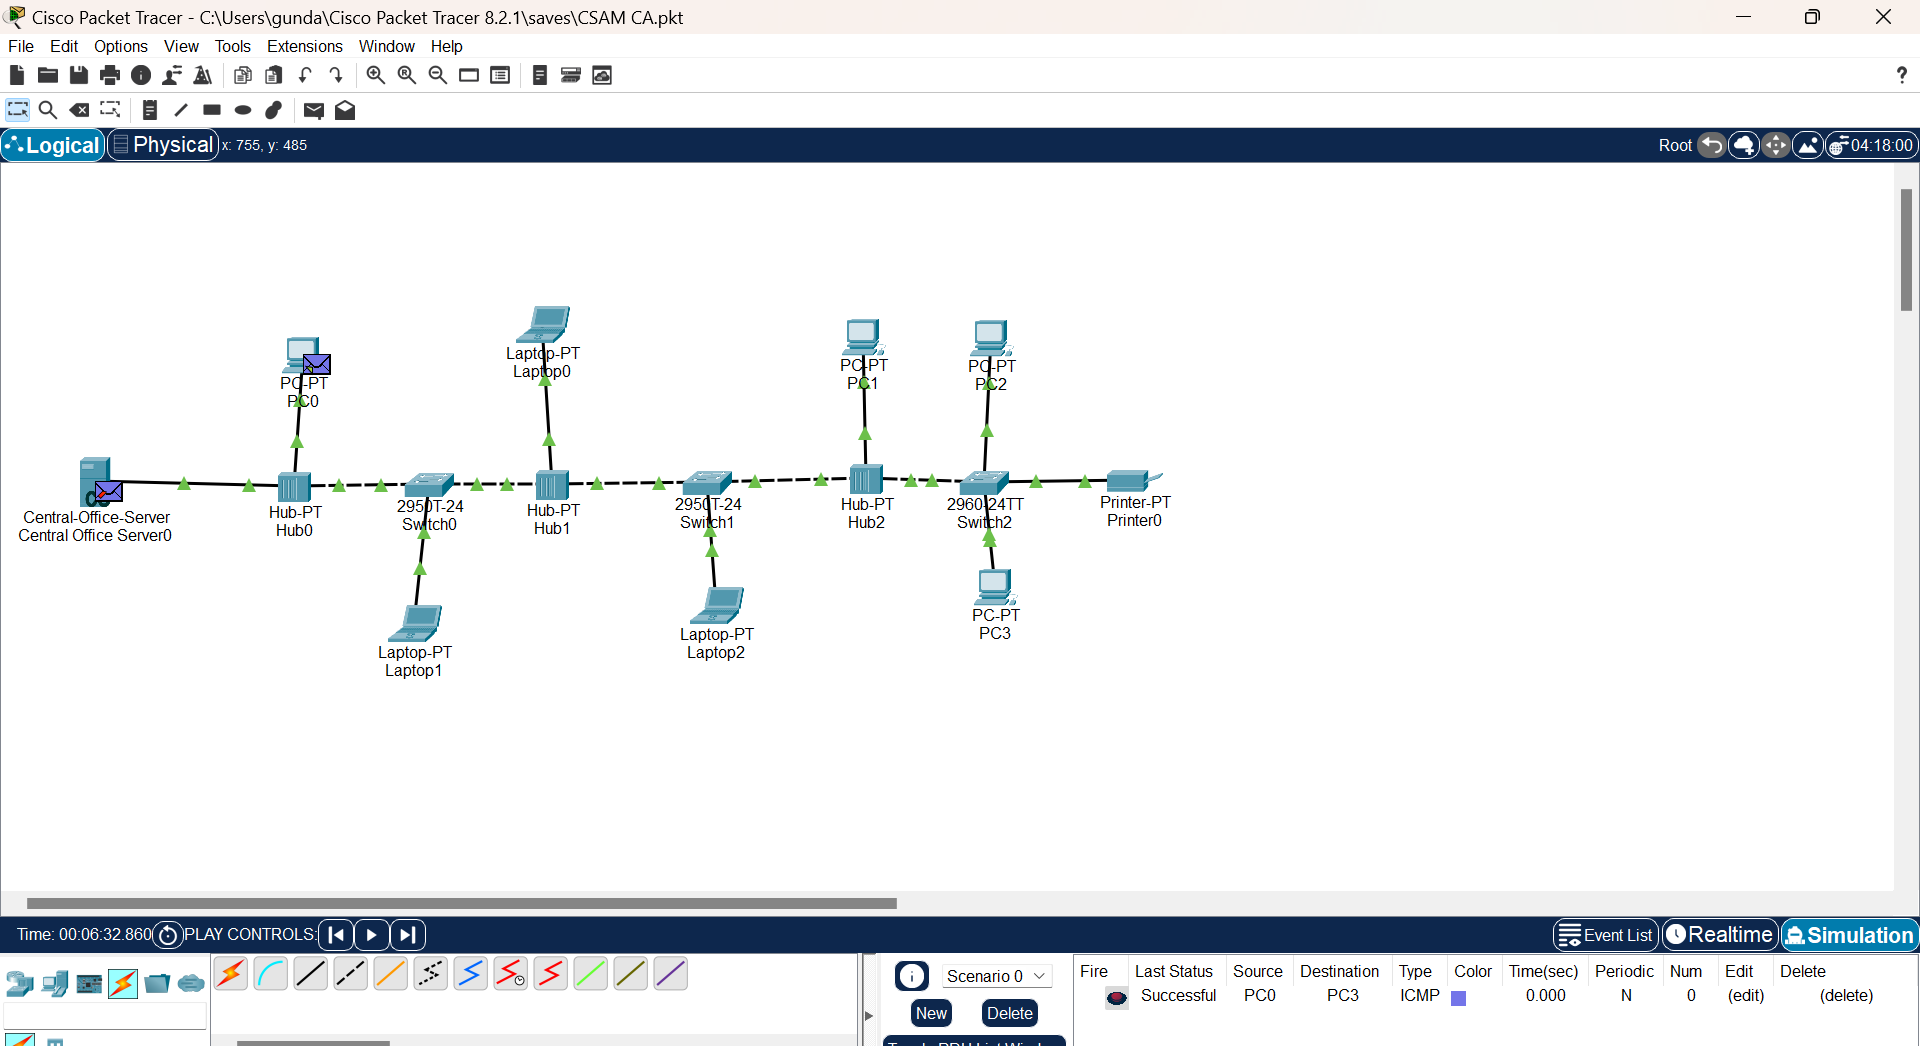 Cisco Packet Tracer - C:\Users\gunda\Cisco Packet Tracer 8.2.1\saves\CSAM CA.pkt
File Edit Options View Tools Extensions Window Help
?
Logical Physical x: 755, y: 485 Root 04:18:00
Laptop-PT
Laptop0
PC-PT
PC0
PC-PT
PC1
PC-PT
PC2
Central-Office-Server
Central Office Server0
Hub-PT
Hub0
2950T-24
Switch0
Hub-PT
Hub1
2950T-24
Switch1
Hub-PT
Hub2
2960-24TT
Switch2
Printer-PT
Printer0
Laptop-PT
Laptop1
Laptop-PT
Laptop2
PC-PT
PC3
Time: 00:06:32.860 PLAY CONTROLS: Event List Realtime Simulation
Scenario 0
New Delete
Fire Last Status Source Destination Type Color Time(sec) Periodic Num Edit Delete
Successful PC0 PC3 ICMP 0.000 N 0 (edit) (delete)